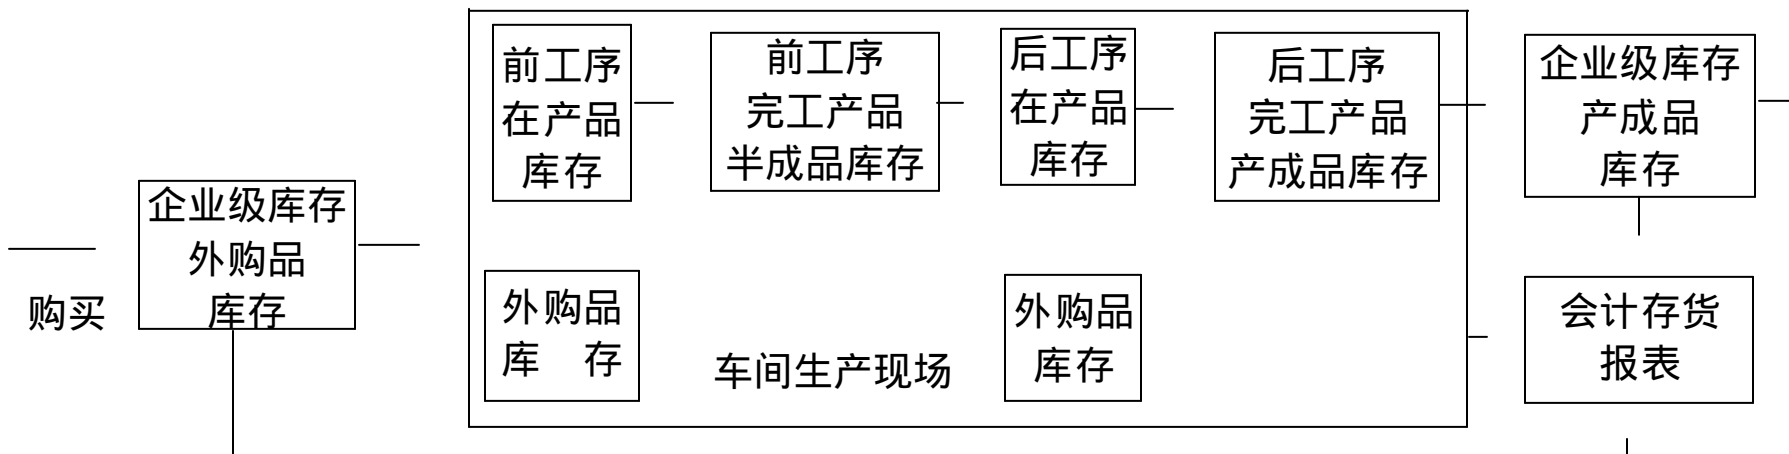 前工序
在产品
库存
前工序
完工产品
半成品库存
后工序
在产品
库存
后工序
完工产品
产成品库存
企业级库存
产成品
库存
企业级库存
外购品
库存
购买
外购品
库 存
车间生产现场
外购品
库存
会计存货
报表